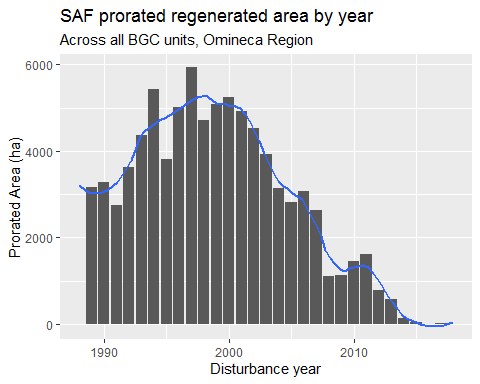 SAF prorated regenerated area by year
Across all BGC units, Omineca Region
6000
4000
2000
0
Prorated Area (ha)
1990 2000 2010
Disturbance year